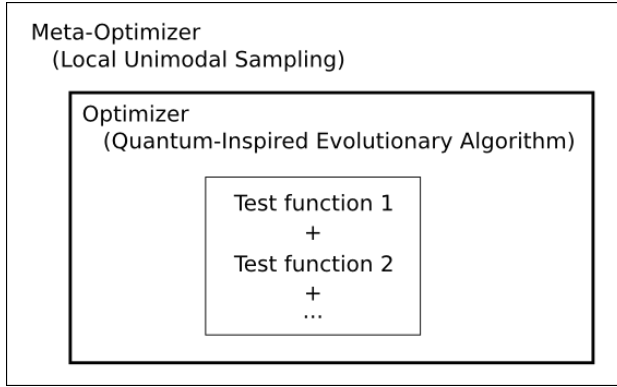 Meta-Optimizer
(Local Unimodal Sampling)
Optimizer
(Quantum-Inspired Evolutionary Algorithm)
Test function 1
+
Test function 2
+
...